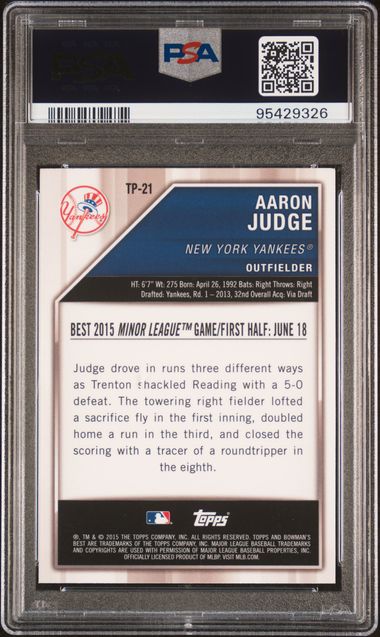 PSA
PSA
95429326
Yankees
TP-21
AARON
JUDGE
NEW YORK YANKEES®
OUTFIELDER
HT: 6'7" Wt: 275 Born: April 26, 1992 Bats: Right Throws: Right
Drafted: Yankees, Rd. 1 – 2013, 32nd Overall Acq: Via Draft
BEST 2015 MINOR LEAGUE™ GAME/FIRST HALF: JUNE 18
Judge drove in runs three different ways
as Trenton shackled Reading with a 5-0
defeat. The towering right fielder lofted
a sacrifice fly in the first inning, doubled
home a run in the third, and closed the
scoring with a tracer of a roundtripper in
the eighth.
Topps
®, TM & © 2015 THE TOPPS COMPANY, INC. ALL RIGHTS RESERVED. TOPPS AND BOWMAN'S
BEST ARE TRADEMARKS OF THE TOPPS COMPANY, INC. MAJOR LEAGUE BASEBALL TRADEMARKS
AND COPYRIGHTS ARE USED WITH PERMISSION OF MAJOR LEAGUE BASEBALL PROPERTIES, INC.
OFFICIALLY LICENSED PRODUCT OF MLBP. VISIT MLB.COM.